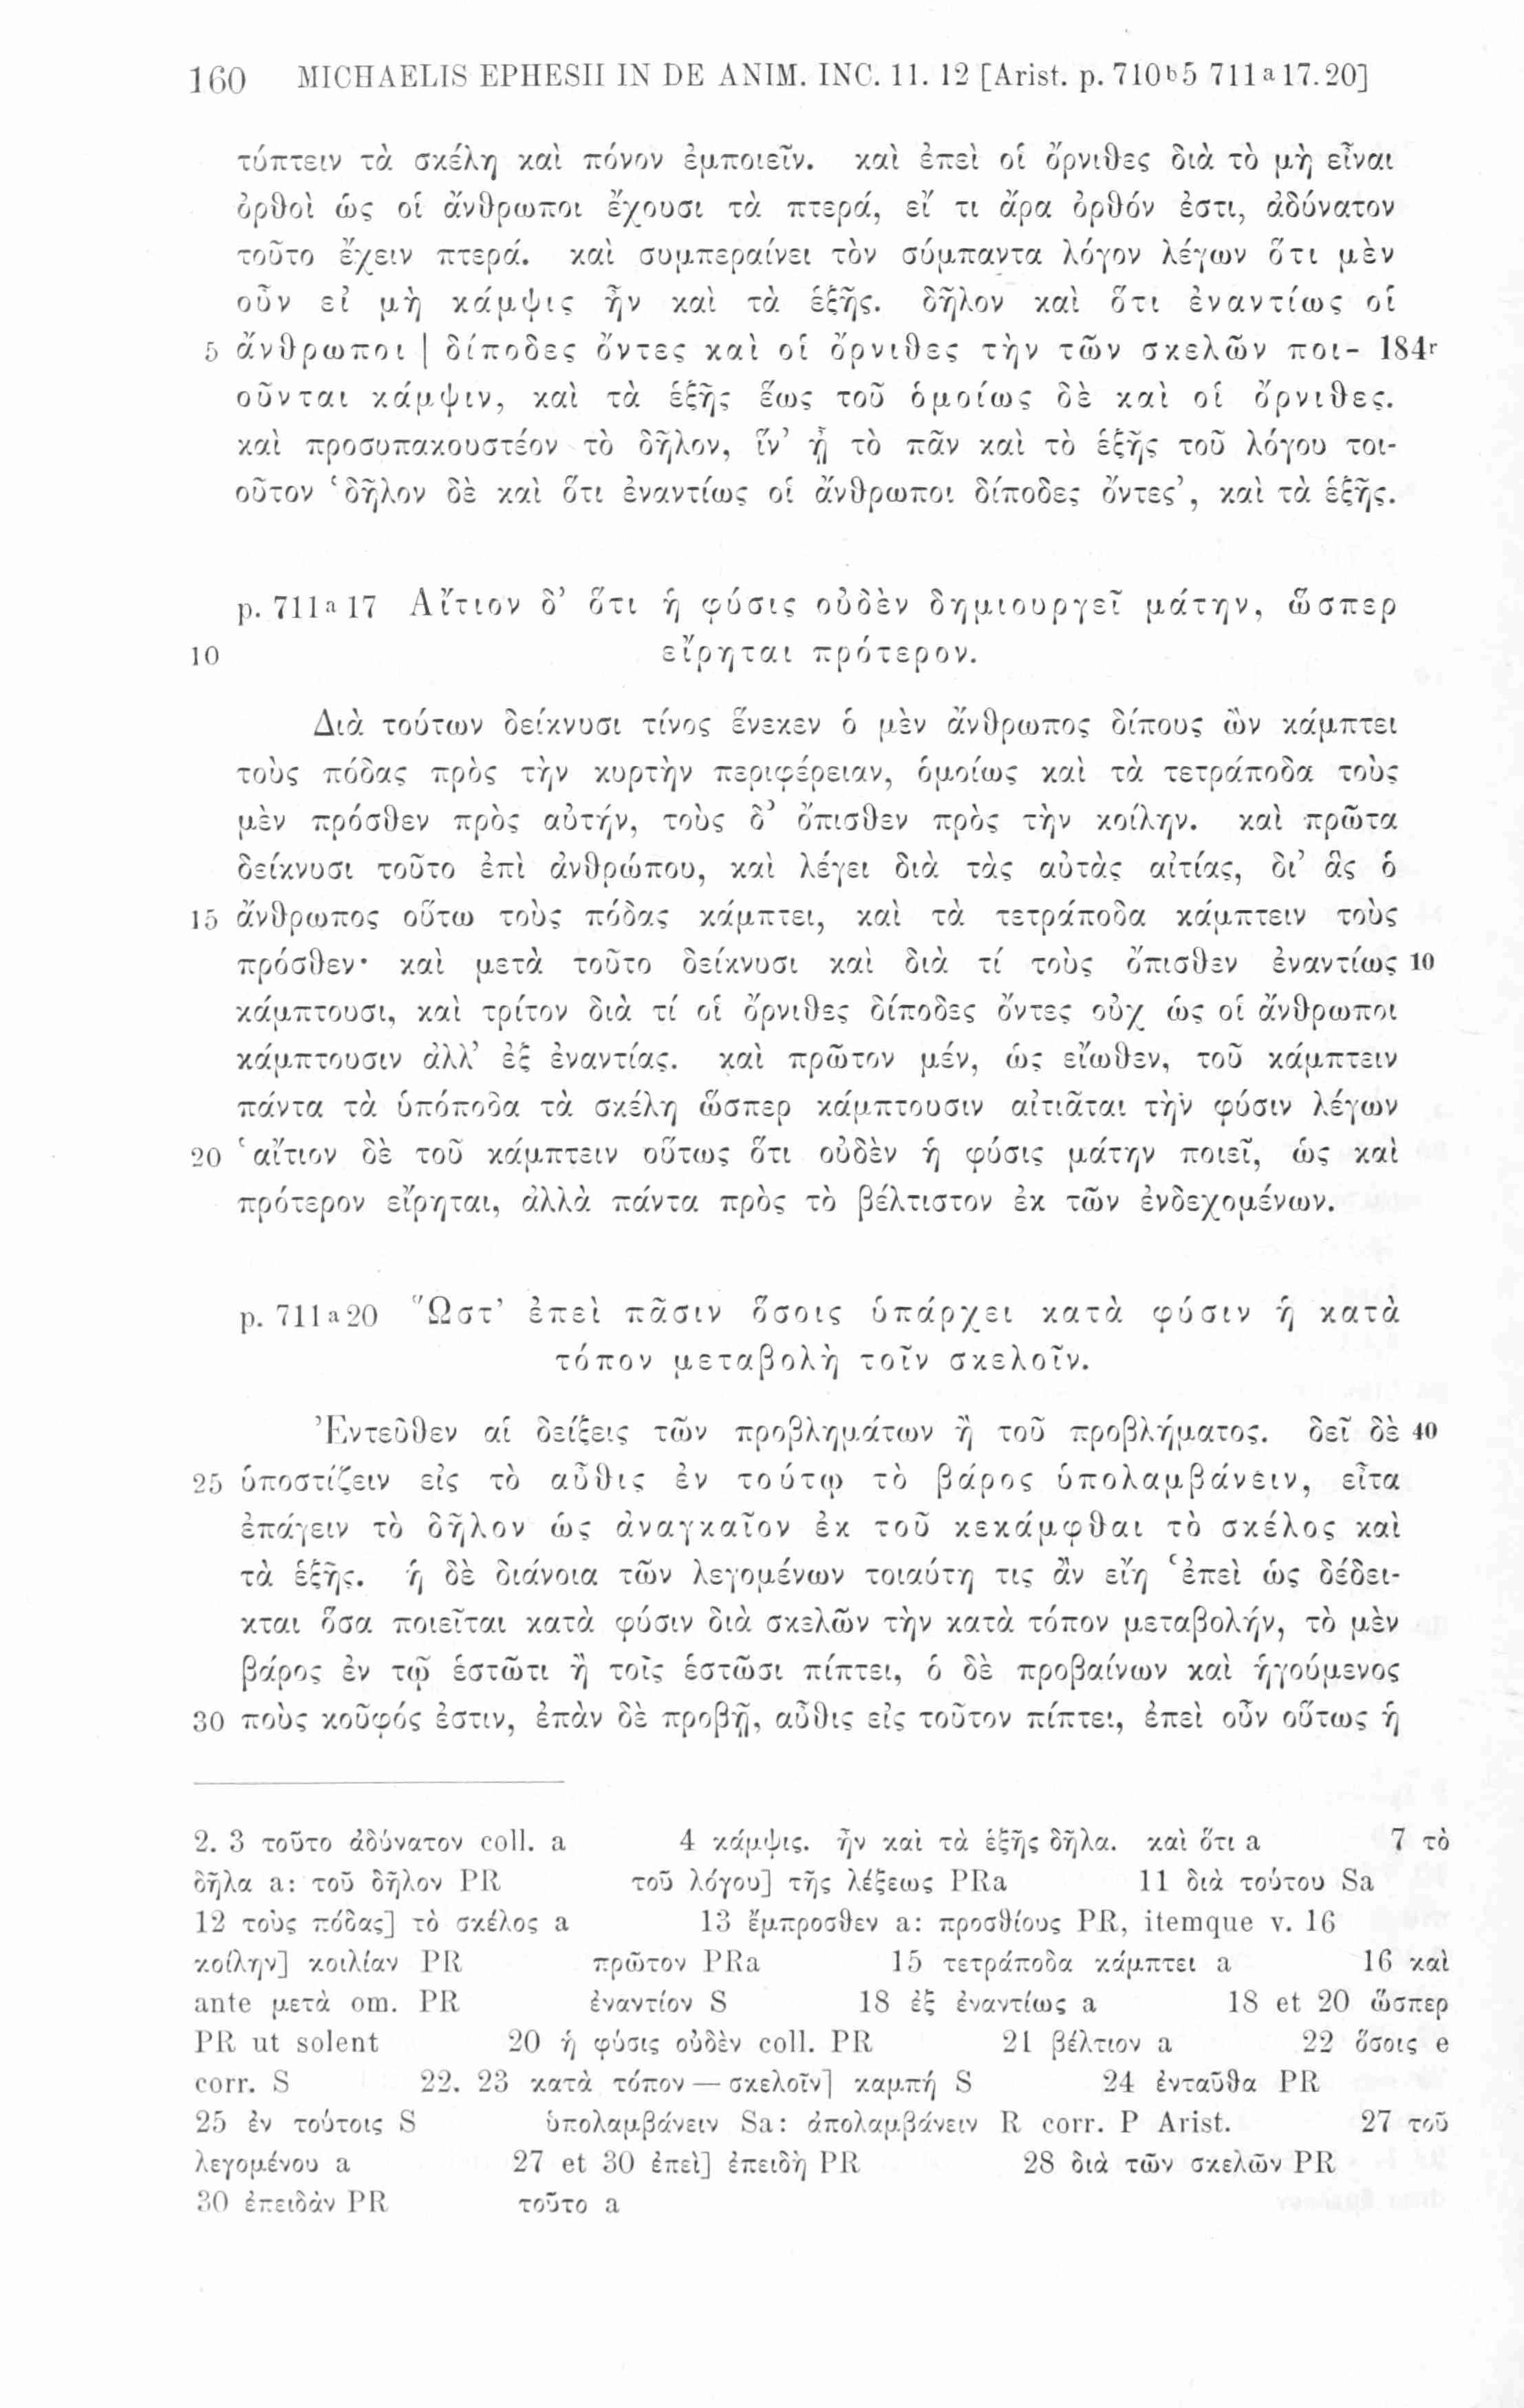 160 MICHAELIS EPHESII IN DE ANIM. INC. 11. 12 [Arist. p. 710b5 711a17.20]
τύπτειν τὰ σκέλη καὶ πόνον ἐμποιεῖν. καὶ ἐπεὶ οἱ ὄρνιθες διὰ τὸ μὴ εἶναι
ὀρθοὶ ὡς οἱ ἄνθρωποι ἔχουσι τὰ πτερά, εἴ τι ἄρα ὀρθόν ἐστι, ἀδύνατον
τοῦτο ἔχειν πτερά. καὶ συμπεραίνει τὸν σύμπαντα λόγον λέγων ὅτι μὲν
οὖν εἰ μὴ κάμψις ἦν καὶ τὰ ἑξῆς. δῆλον καὶ ὅτι ἐναντίως οἱ
5 ἄνθρωποι | δίποδες ὄντες καὶ οἱ ὄρνιθες τὴν τῶν σκελῶν ποι- 184r
οῦνται κάμψιν, καὶ τὰ ἑξῆς ἕως τοῦ ὁμοίως δὲ καὶ οἱ ὄρνιθες.
καὶ προσυπακουστέον τὸ δῆλον, ἵν’ ᾖ τὸ πᾶν καὶ τὸ ἑξῆς τοῦ λόγου τοι-
οῦτον ‘δῆλον δὲ καὶ ὅτι ἐναντίως οἱ ἄνθρωποι δίποδες ὄντες’, καὶ τὰ ἑξῆς.
p. 711a17 Αἴτιον δ’ ὅτι ἡ φύσις οὐδὲν δημιουργεῖ μάτην, ὥσπερ
10 εἴρηται πρότερον.
Διὰ τούτων δείκνυσι τίνος ἕνεκεν ὁ μὲν ἄνθρωπος δίπους ὢν κάμπτει
τοὺς πόδας πρὸς τὴν κυρτὴν περιφέρειαν, ὁμοίως καὶ τὰ τετράποδα τοὺς
μὲν πρόσθεν πρὸς αὐτήν, τοὺς δ’ ὄπισθεν πρὸς τὴν κοίλην. καὶ πρῶτα
δείκνυσι τοῦτο ἐπὶ ἀνθρώπου, καὶ λέγει διὰ τὰς αὐτὰς αἰτίας, δι’ ἃς ὁ
15 ἄνθρωπος οὕτω τοὺς πόδας κάμπτει, καὶ τὰ τετράποδα κάμπτειν τοὺς
πρόσθεν· καὶ μετὰ τοῦτο δείκνυσι καὶ διὰ τί τοὺς ὄπισθεν ἐναντίως 10
κάμπτουσι, καὶ τρίτον διὰ τί οἱ ὄρνιθες δίποδες ὄντες οὐχ ὡς οἱ ἄνθρωποι
κάμπτουσιν ἀλλ’ ἐξ ἐναντίας. καὶ πρῶτον μέν, ὡς εἴωθεν, τοῦ κάμπτειν
πάντα τὰ ὑπόποδα τὰ σκέλη ὥσπερ κάμπτουσιν αἰτιᾶται τὴν φύσιν λέγων
20 ‘αἴτιον δὲ τοῦ κάμπτειν οὕτως ὅτι οὐδὲν ἡ φύσις μάτην ποιεῖ, ὡς καὶ
πρότερον εἴρηται, ἀλλὰ πάντα πρὸς τὸ βέλτιστον ἐκ τῶν ἐνδεχομένων.
p. 711a20 Ὥστ’ ἐπεὶ πᾶσιν ὅσοις ὑπάρχει κατὰ φύσιν ἡ κατὰ
τόπον μεταβολὴ τοῖν σκελοῖν.
Ἐντεῦθεν αἱ δείξεις τῶν προβλημάτων ἢ τοῦ προβλήματος. δεῖ δὲ 40
25 ὑποστίζειν εἰς τὸ αὖθις ἐν τούτῳ τὸ βάρος ὑπολαμβάνειν, εἶτα
ἐπάγειν τὸ δῆλον ὡς ἀναγκαῖον ἐκ τοῦ κεκάμφθαι τὸ σκέλος καὶ
τὰ ἑξῆς. ἡ δὲ διάνοια τῶν λεγομένων τοιαύτη τις ἂν εἴη ‘ἐπεὶ ὡς δέδει-
κται ὅσα ποιεῖται κατὰ φύσιν διὰ σκελῶν τὴν κατὰ τόπον μεταβολήν, τὸ μὲν
βάρος ἐν τῷ ἑστῶτι ἢ τοῖς ἑστῶσι πίπτει, ὁ δὲ προβαίνων καὶ ἡγούμενος
30 ποὺς κοῦφός ἐστιν, ἐπὰν δὲ προβῇ, αὖθις εἰς τοῦτον πίπτει, ἐπεὶ οὖν οὕτως ἡ
2. 3 τοῦτο ἀδύνατον coll. a 4 κάμψις. ἦν καὶ τὰ ἑξῆς δῆλα. καὶ ὅτι a 7 τὸ
δῆλα a: τοῦ δῆλον PR τοῦ λόγου] τῆς λέξεως PRa 11 διὰ τούτου Sa
12 τοὺς πόδας] τὸ σκέλος a 13 ἔμπροσθεν a: προσθίους PR, itemque v. 16
κοίλην] κοιλίαν PR πρῶτον PRa 15 τετράποδα κάμπτει a 16 καὶ
ante μετὰ om. PR ἐναντίον S 18 ἐξ ἐναντίως a 18 et 20 ὥσπερ
PR ut solent 20 ἡ φύσις οὐδὲν coll. PR 21 βέλτιον a 22 ὅσοις e
corr. S 22. 23 κατὰ τόπον — σκελοῖν] καμπή S 24 ἐνταῦθα PR
25 ἐν τούτοις S ὑπολαμβάνειν Sa: ἀπολαμβάνειν R corr. P Arist. 27 τοῦ
λεγομένου a 27 et 30 ἐπεὶ] ἐπειδὴ PR 28 διὰ τῶν σκελῶν PR
30 ἐπειδὰν PR τοῦτο a